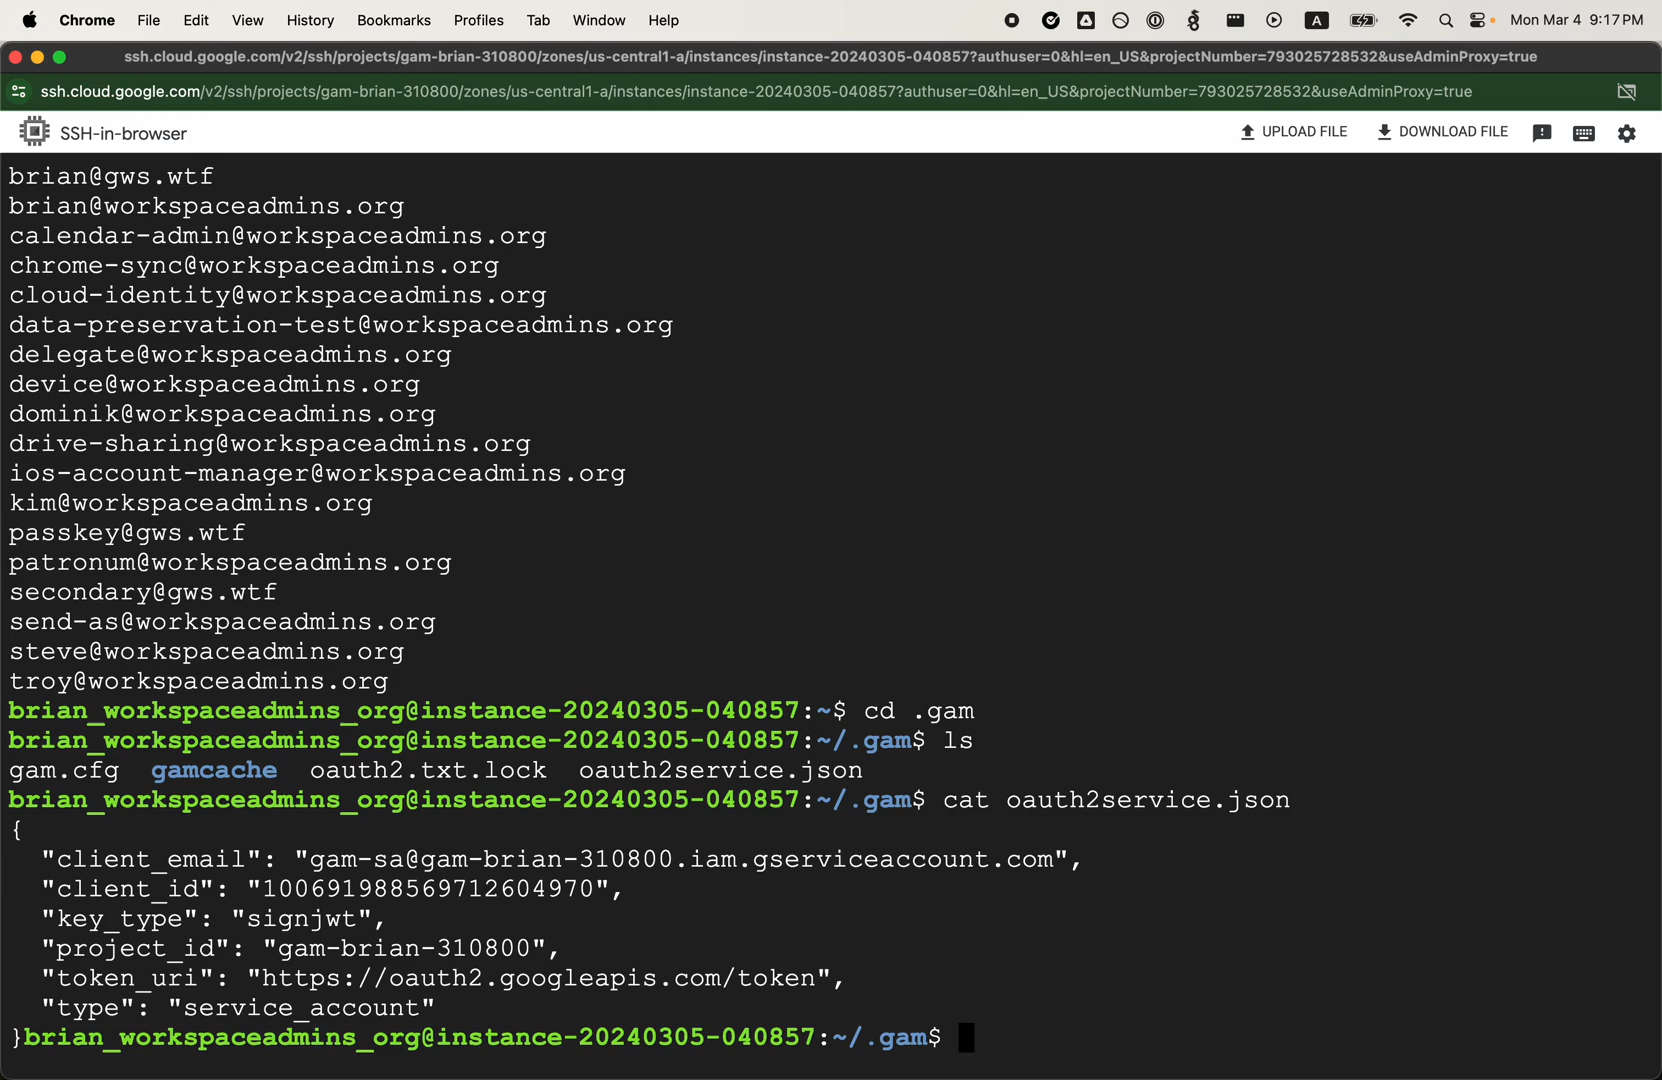 Chrome File Edit View History Bookmarks Profiles Tab Window Help A Mon Mar 4 9:17 PM
ssh.cloud.google.com/v2/ssh/projects/gam-brian-310800/zones/us-central1-a/instances/instance-20240305-040857?authuser=0&hl=en_US&projectNumber=793025728532&useAdminProxy=true
ssh.cloud.google.com/v2/ssh/projects/gam-brian-310800/zones/us-central1-a/instances/instance-20240305-040857?authuser=0&hl=en_US&projectNumber=793025728532&useAdminProxy=true
SSH-in-browser UPLOAD FILE DOWNLOAD FILE
brian@gws.wtf
brian@workspaceadmins.org
calendar-admin@workspaceadmins.org
chrome-sync@workspaceadmins.org
cloud-identity@workspaceadmins.org
data-preservation-test@workspaceadmins.org
delegate@workspaceadmins.org
device@workspaceadmins.org
dominik@workspaceadmins.org
drive-sharing@workspaceadmins.org
ios-account-manager@workspaceadmins.org
kim@workspaceadmins.org
passkey@gws.wtf
patronum@workspaceadmins.org
secondary@gws.wtf
send-as@workspaceadmins.org
steve@workspaceadmins.org
troy@workspaceadmins.org
brian_workspaceadmins_org@instance-20240305-040857:~$ cd .gam
brian_workspaceadmins_org@instance-20240305-040857:~/.gam$ ls
gam.cfg gamcache oauth2.txt.lock oauth2service.json
brian_workspaceadmins_org@instance-20240305-040857:~/.gam$ cat oauth2service.json
{
"client_email": "gam-sa@gam-brian-310800.iam.gserviceaccount.com",
"client_id": "100691988569712604970",
"key_type": "signjwt",
"project_id": "gam-brian-310800",
"token_uri": "https://oauth2.googleapis.com/token",
"type": "service_account"
}brian_workspaceadmins_org@instance-20240305-040857:~/.gam$